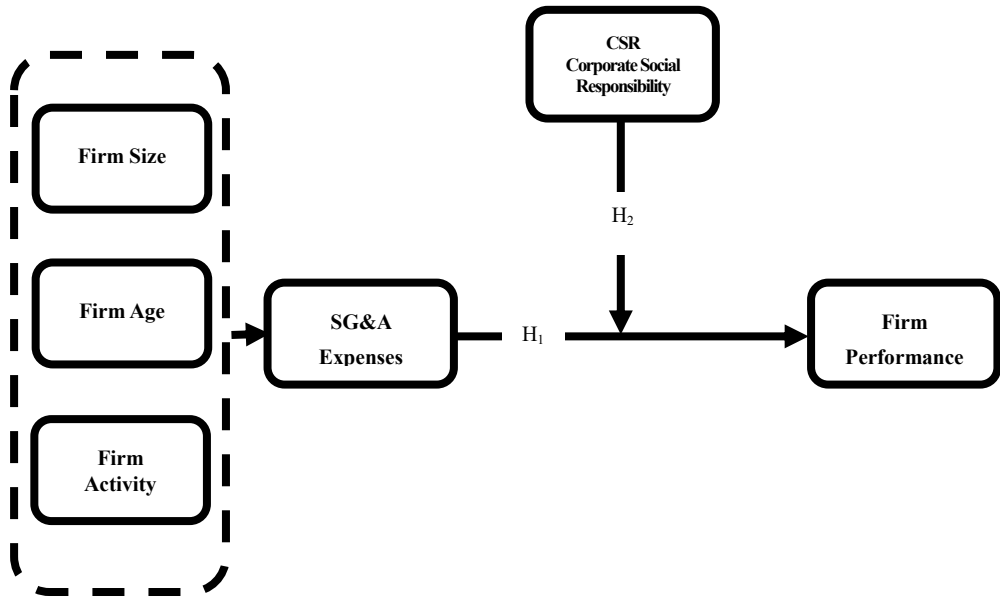 CSR
Corporate Social
Responsibility
Firm Size
H₂
Firm Age
SG&A
Expenses
H₁
Firm
Performance
Firm
Activity